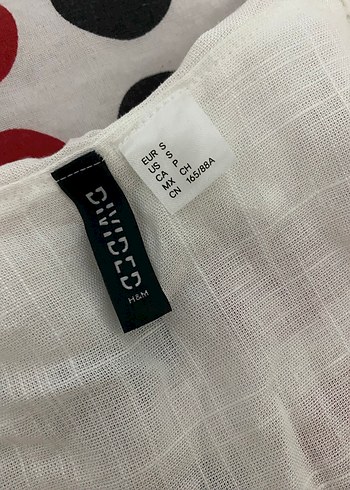 EUR S
US S
CA P
MX CH
CN 165/88A
DIVIDED
H&M